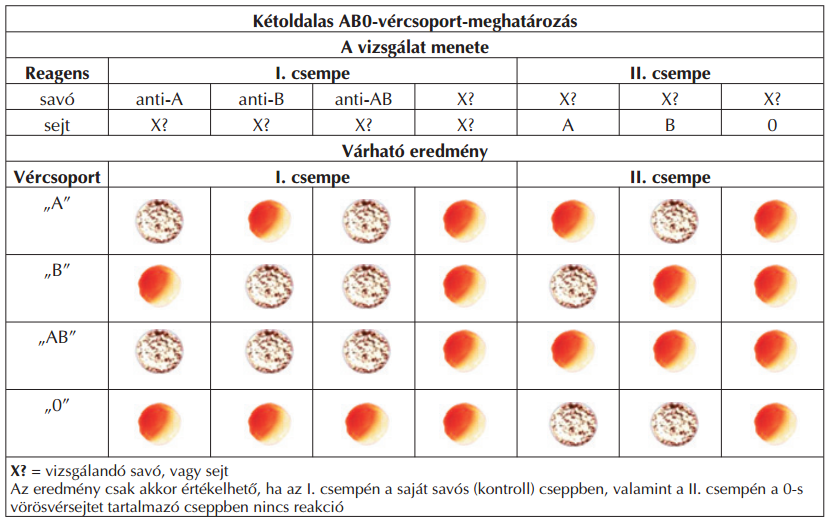 Kétoldalas AB0-vércsoport-meghatározás
A vizsgálat menete
Reagens I. csempe II. csempe
savó anti-A anti-B anti-AB X? X? X? X?
sejt X? X? X? X? A B 0
Várható eredmény
Vércsoport I. csempe II. csempe
„A”
„B”
„AB”
„0”
X? = vizsgálandó savó, vagy sejt
Az eredmény csak akkor értékelhető, ha az I. csempén a saját savós (kontroll) cseppben, valamint a II. csempén a 0-s
vörösvérsejtet tartalmazó cseppben nincs reakció